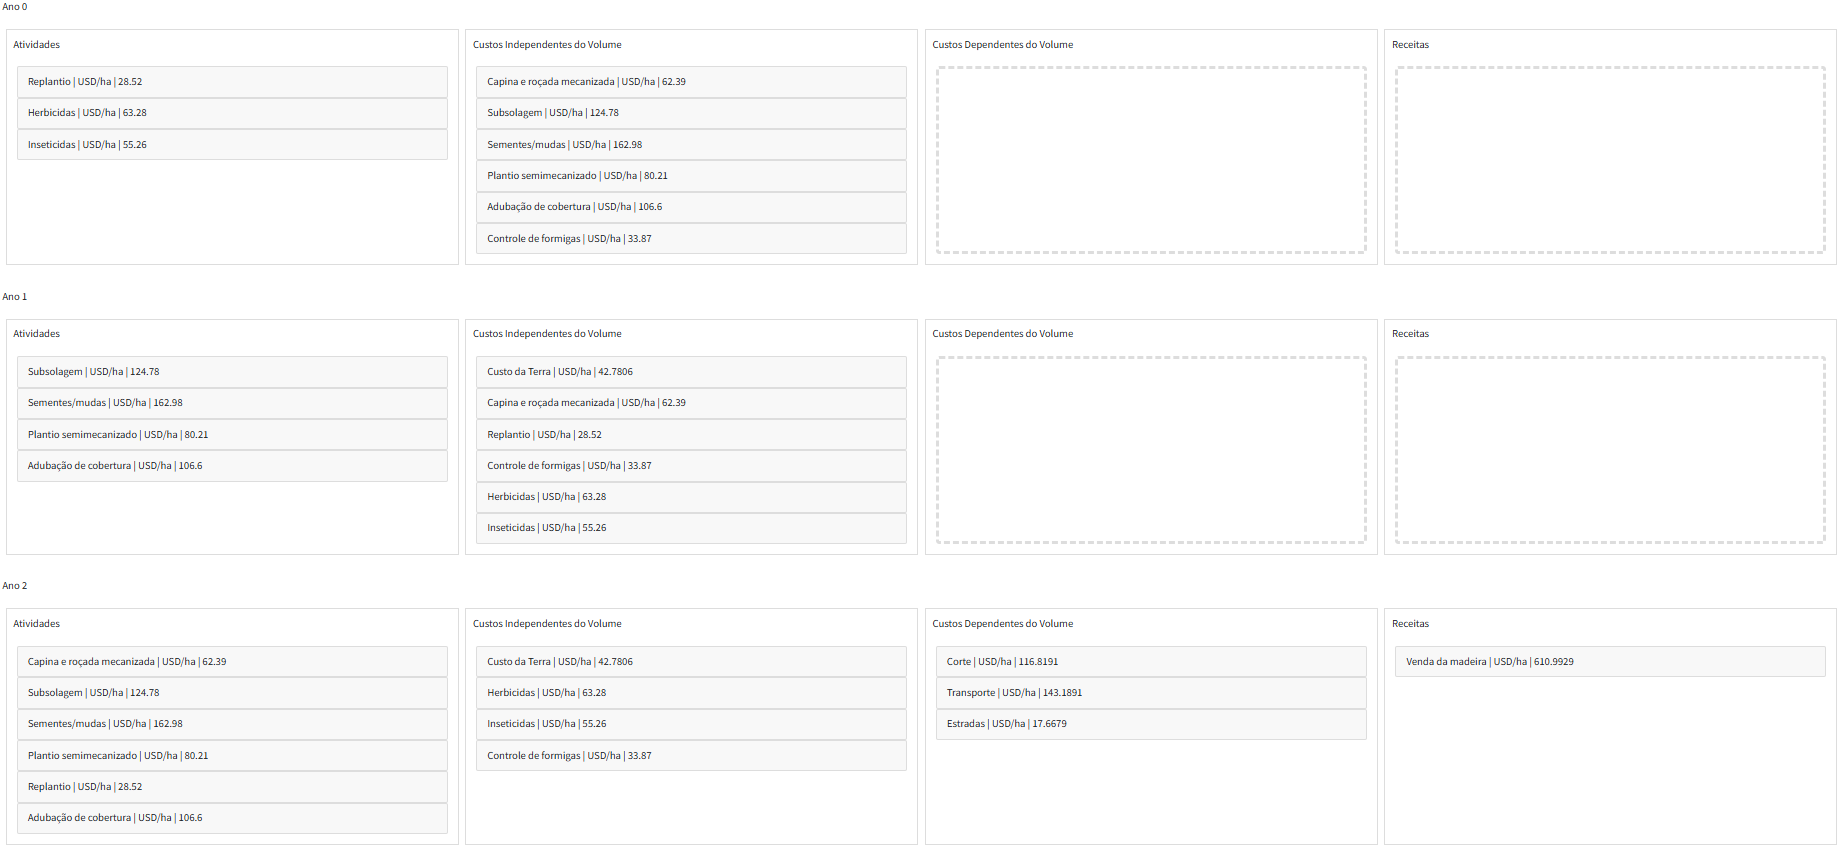 Ano 0
Atividades
Replantio | USD/ha | 28.52
Herbicidas | USD/ha | 63.28
Inseticidas | USD/ha | 55.26
Custos Independentes do Volume
Capina e roçada mecanizada | USD/ha | 62.39
Subsolagem | USD/ha | 124.78
Sementes/mudas | USD/ha | 162.98
Plantio semimecanizado | USD/ha | 80.21
Adubação de cobertura | USD/ha | 106.6
Controle de formigas | USD/ha | 33.87
Custos Dependentes do Volume
Receitas
Ano 1
Atividades
Subsolagem | USD/ha | 124.78
Sementes/mudas | USD/ha | 162.98
Plantio semimecanizado | USD/ha | 80.21
Adubação de cobertura | USD/ha | 106.6
Custos Independentes do Volume
Custo da Terra | USD/ha | 42.7806
Capina e roçada mecanizada | USD/ha | 62.39
Replantio | USD/ha | 28.52
Controle de formigas | USD/ha | 33.87
Herbicidas | USD/ha | 63.28
Inseticidas | USD/ha | 55.26
Custos Dependentes do Volume
Receitas
Ano 2
Atividades
Capina e roçada mecanizada | USD/ha | 62.39
Subsolagem | USD/ha | 124.78
Sementes/mudas | USD/ha | 162.98
Plantio semimecanizado | USD/ha | 80.21
Replantio | USD/ha | 28.52
Adubação de cobertura | USD/ha | 106.6
Custos Independentes do Volume
Custo da Terra | USD/ha | 42.7806
Herbicidas | USD/ha | 63.28
Inseticidas | USD/ha | 55.26
Controle de formigas | USD/ha | 33.87
Custos Dependentes do Volume
Corte | USD/ha | 116.8191
Transporte | USD/ha | 143.1891
Estradas | USD/ha | 17.6679
Receitas
Venda da madeira | USD/ha | 610.9929